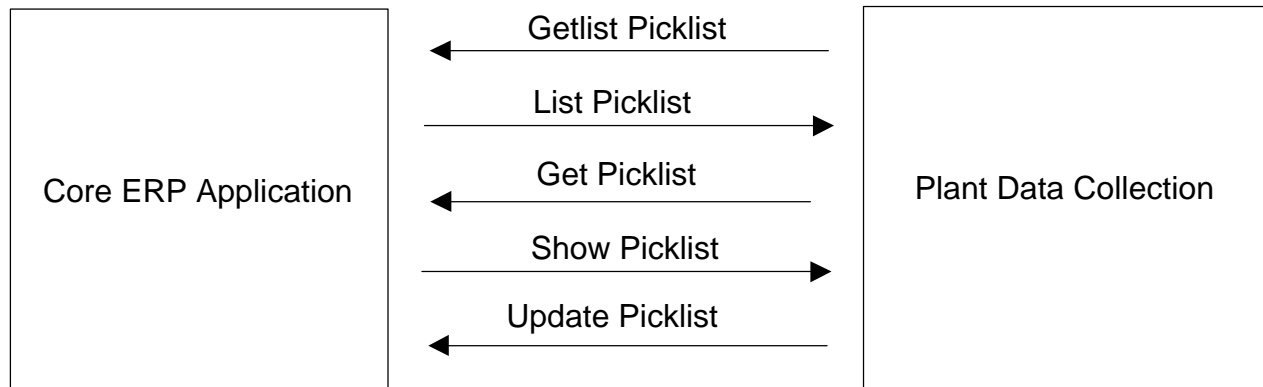 Getlist Picklist
List Picklist
Get Picklist
Core ERP Application
Plant Data Collection
Show Picklist
Update Picklist